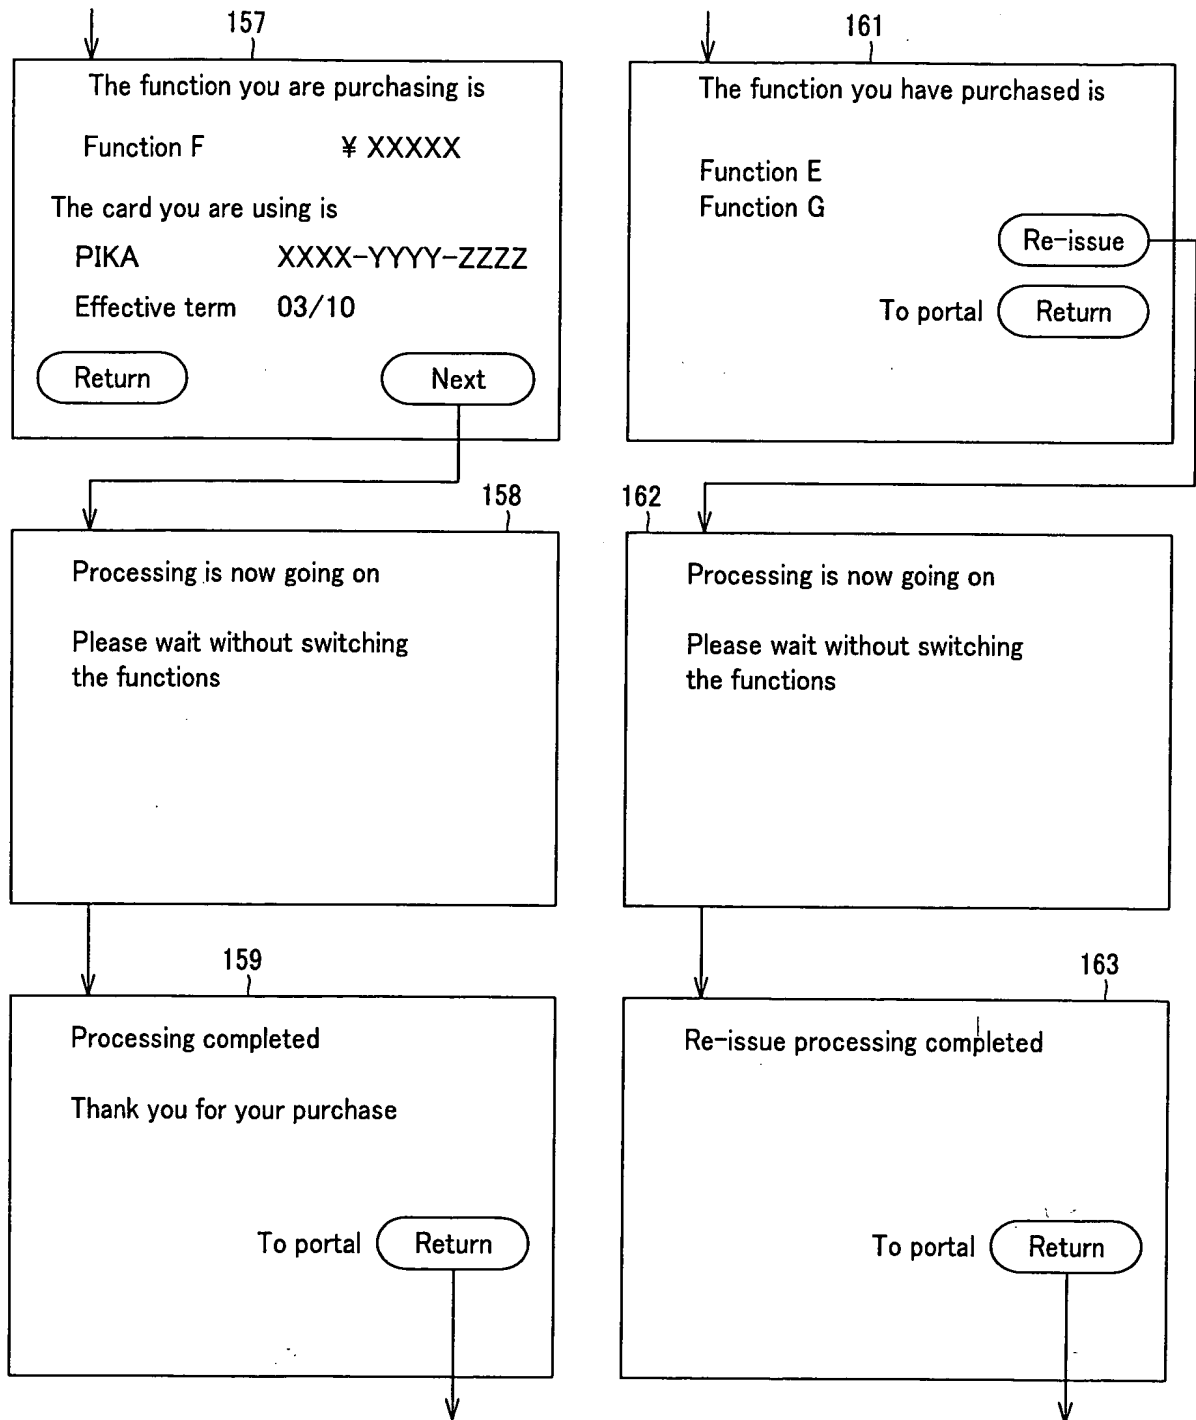 157
The function you are purchasing is
Function F ¥ XXXXX
The card you are using is
PIKA XXXX-YYYY-ZZZZ
Effective term 03/10
Return Next
158
Processing is now going on
Please wait without switching
the functions
159
Processing completed
Thank you for your purchase
To portal Return
161
The function you have purchased is
Function E
Function G
Re-issue
To portal Return
162
Processing is now going on
Please wait without switching
the functions
163
Re-issue processing completed
To portal Return